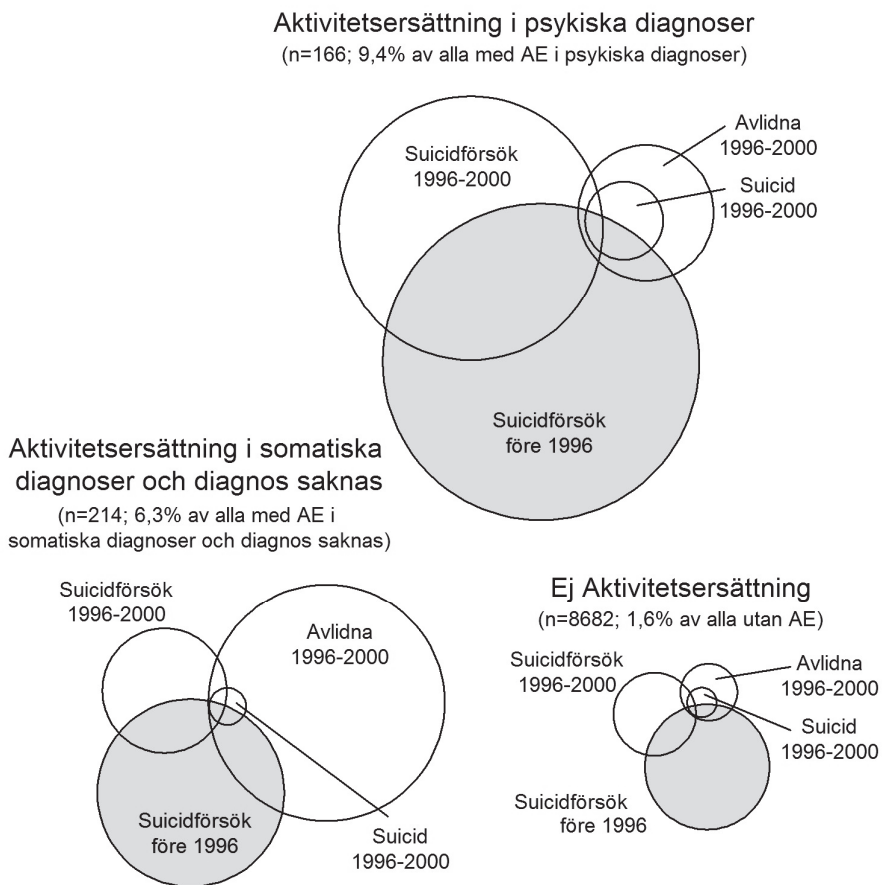 Aktivitetsersättning i psykiska diagnoser
(n=166; 9,4% av alla med AE i psykiska diagnoser)
Suicidförsök
1996-2000
Avlidna
1996-2000
Suicid
1996-2000
Suicidförsök
före 1996
Aktivitetsersättning i somatiska
diagnoser och diagnos saknas
(n=214; 6,3% av alla med AE i
somatiska diagnoser och diagnos saknas)
Suicidförsök
1996-2000
Avlidna
1996-2000
Suicidförsök
före 1996
Suicid
1996-2000
Ej Aktivitetsersättning
(n=8682; 1,6% av alla utan AE)
Suicidförsök
1996-2000
Avlidna
1996-2000
Suicid
1996-2000
Suicidförsök
före 1996